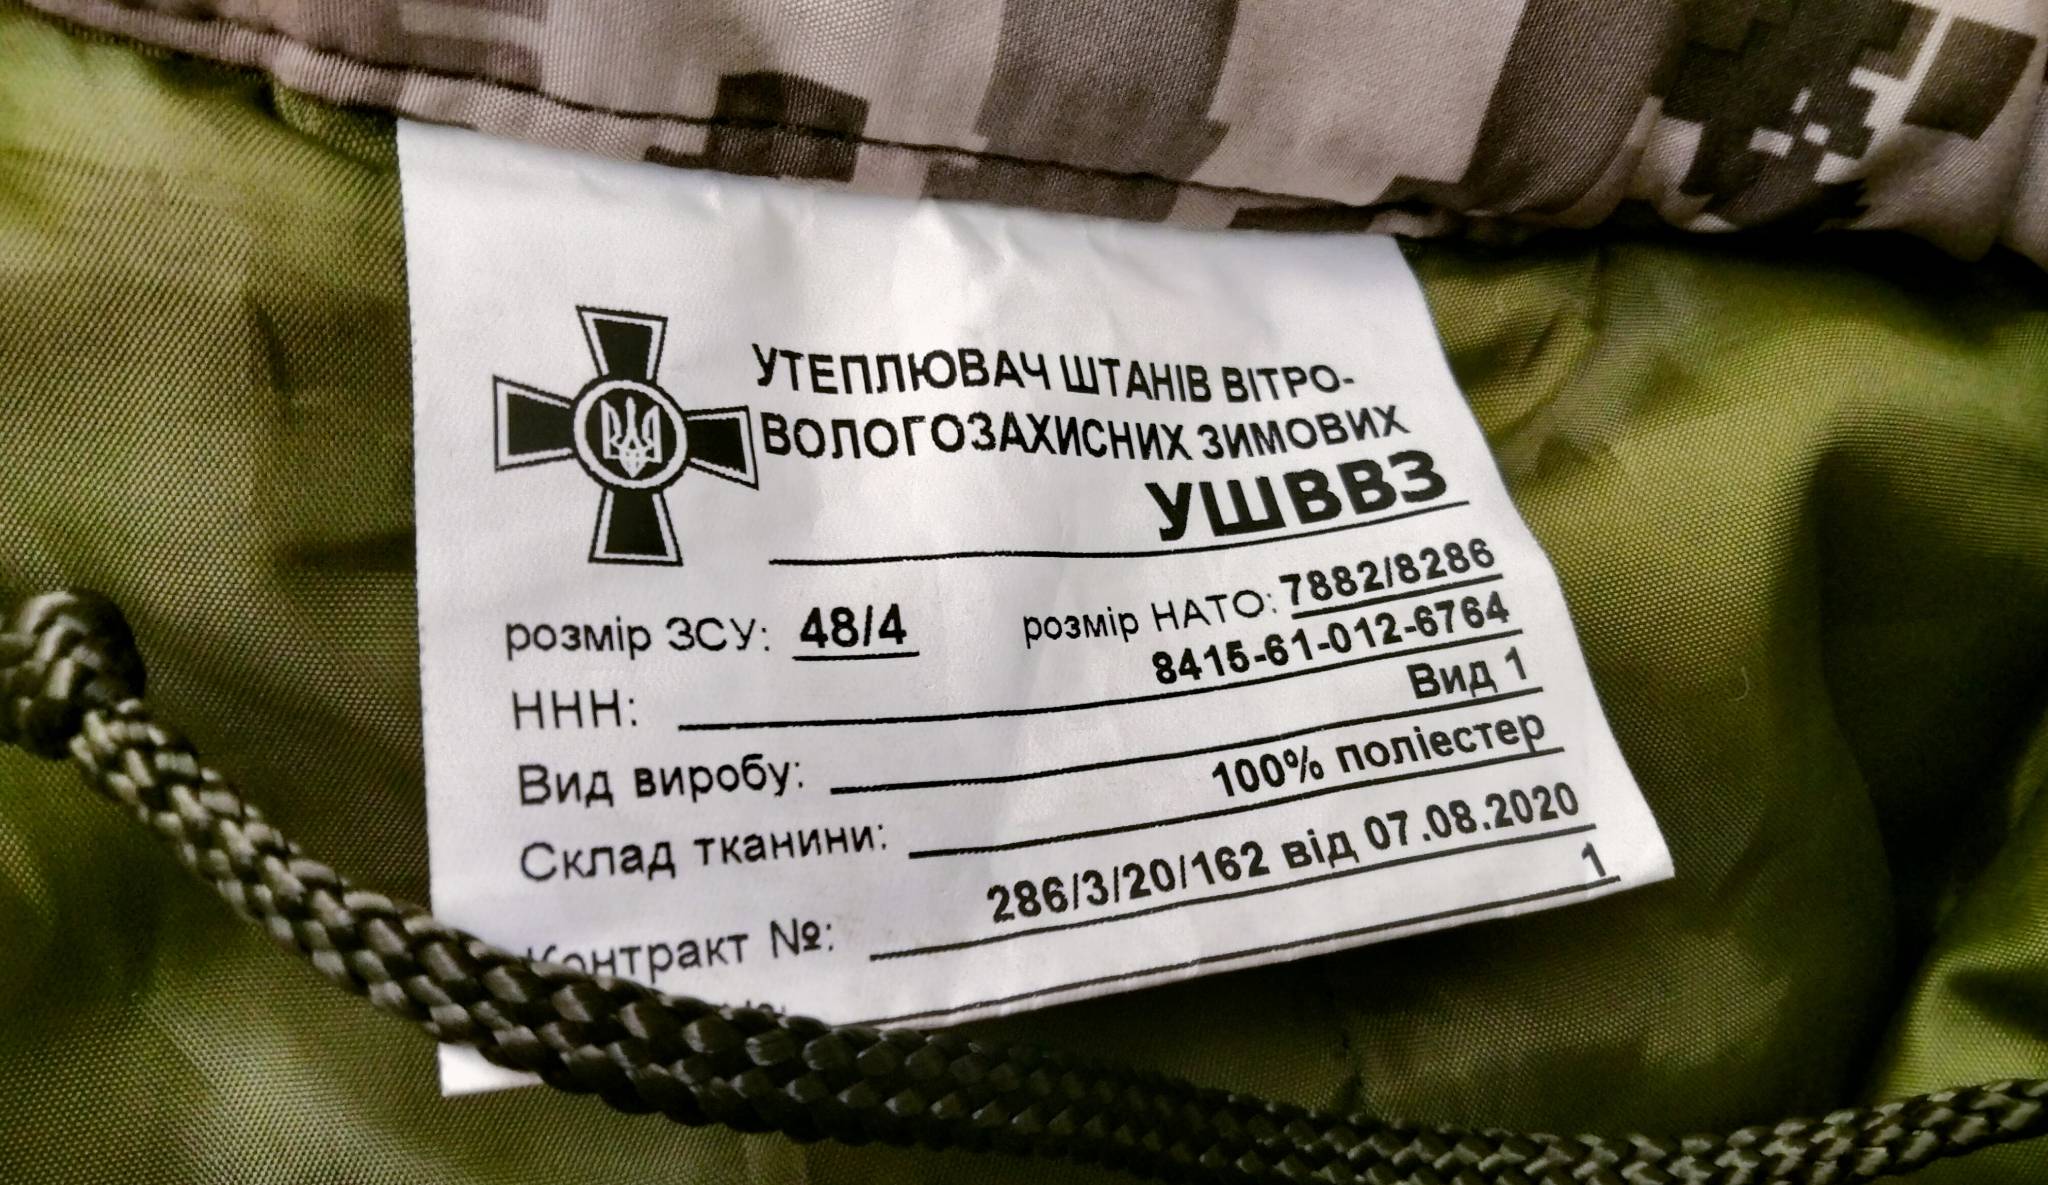 УТЕПЛЮВАЧ ШТАНІВ ВІТРО-
ВОЛОГОЗАХИСНИХ ЗИМОВИХ
УШВВЗ
розмір ЗСУ: 48/4 розмір НАТО: 7882/8286
ННН: 8415-61-012-6764
Вид виробу: Вид 1
Склад тканини: 100% поліестер
Контракт №: 286/3/20/162 від 07.08.2020
1